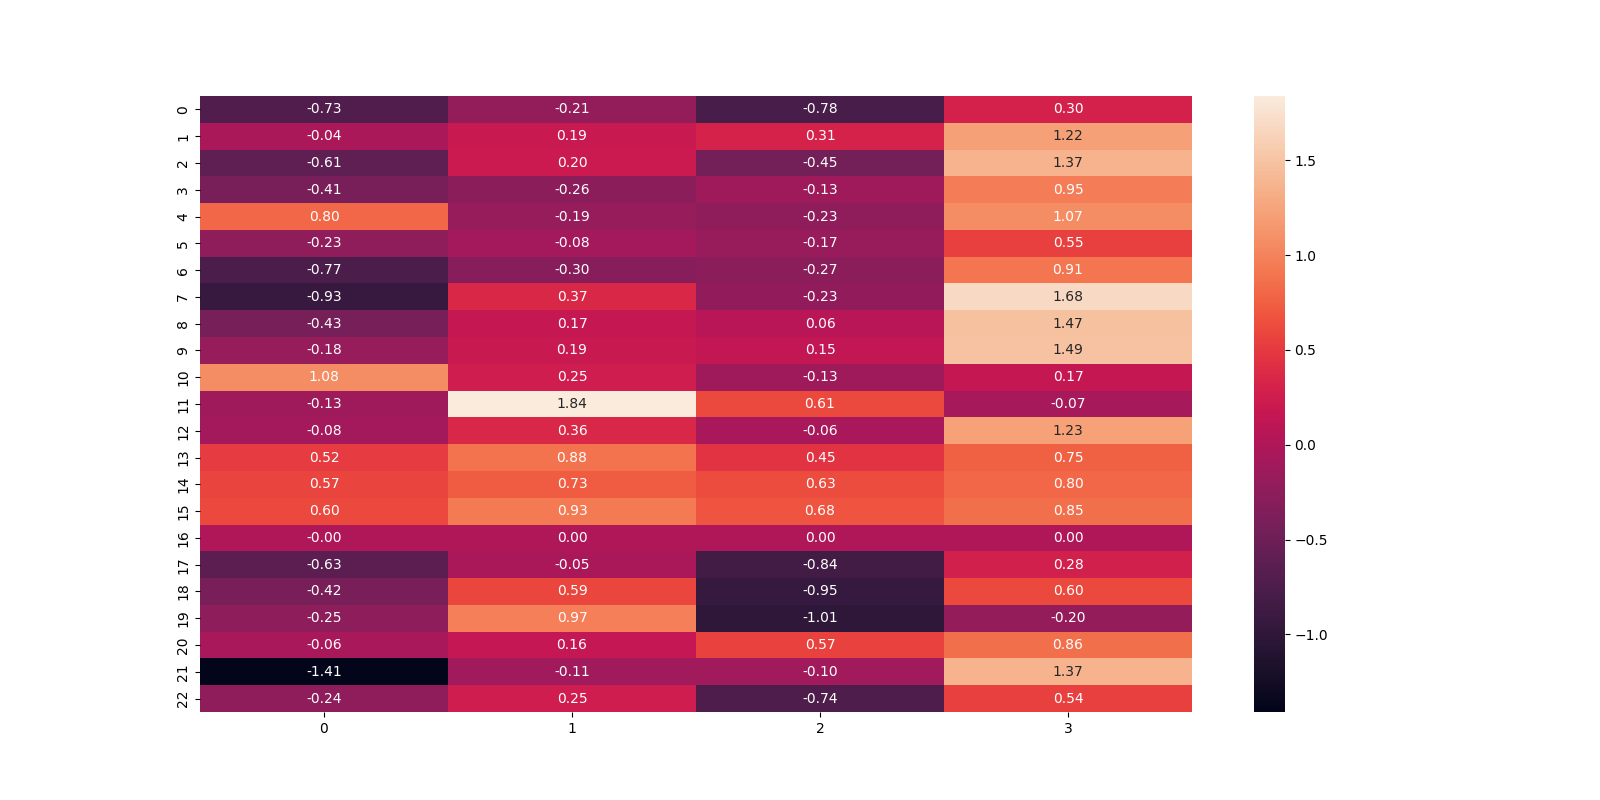 0 -0.73 -0.21 -0.78 0.30
1 -0.04 0.19 0.31 1.22
2 -0.61 0.20 -0.45 1.37
3 -0.41 -0.26 -0.13 0.95
4 0.80 -0.19 -0.23 1.07
5 -0.23 -0.08 -0.17 0.55
6 -0.77 -0.30 -0.27 0.91
7 -0.93 0.37 -0.23 1.68
8 -0.43 0.17 0.06 1.47
9 -0.18 0.19 0.15 1.49
10 1.08 0.25 -0.13 0.17
11 -0.13 1.84 0.61 -0.07
12 -0.08 0.36 -0.06 1.23
13 0.52 0.88 0.45 0.75
14 0.57 0.73 0.63 0.80
15 0.60 0.93 0.68 0.85
16 -0.00 0.00 0.00 0.00
17 -0.63 -0.05 -0.84 0.28
18 -0.42 0.59 -0.95 0.60
19 -0.25 0.97 -1.01 -0.20
20 -0.06 0.16 0.57 0.86
21 -1.41 -0.11 -0.10 1.37
22 -0.24 0.25 -0.74 0.54
0 1 2 3
1.5
1.0
0.5
0.0
−0.5
−1.0